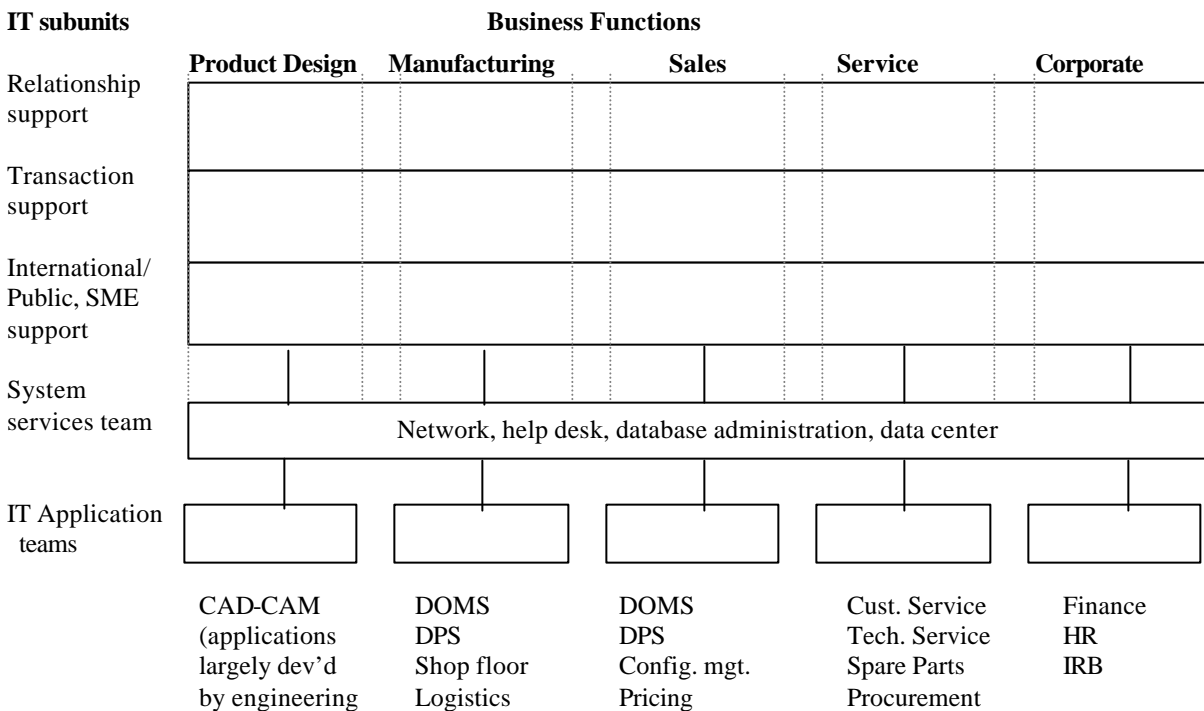 IT subunits Business Functions
Product Design Manufacturing Sales Service Corporate
Relationship
support
Transaction
support
International/
Public, SME
support
System
services team
Network, help desk, database administration, data center
IT Application
teams
CAD-CAM DOMS DOMS Cust. Service Finance
(applications DPS DPS Tech. Service HR
largely dev’d Shop floor Config. mgt. Spare Parts IRB
by engineering Logistics Pricing Procurement